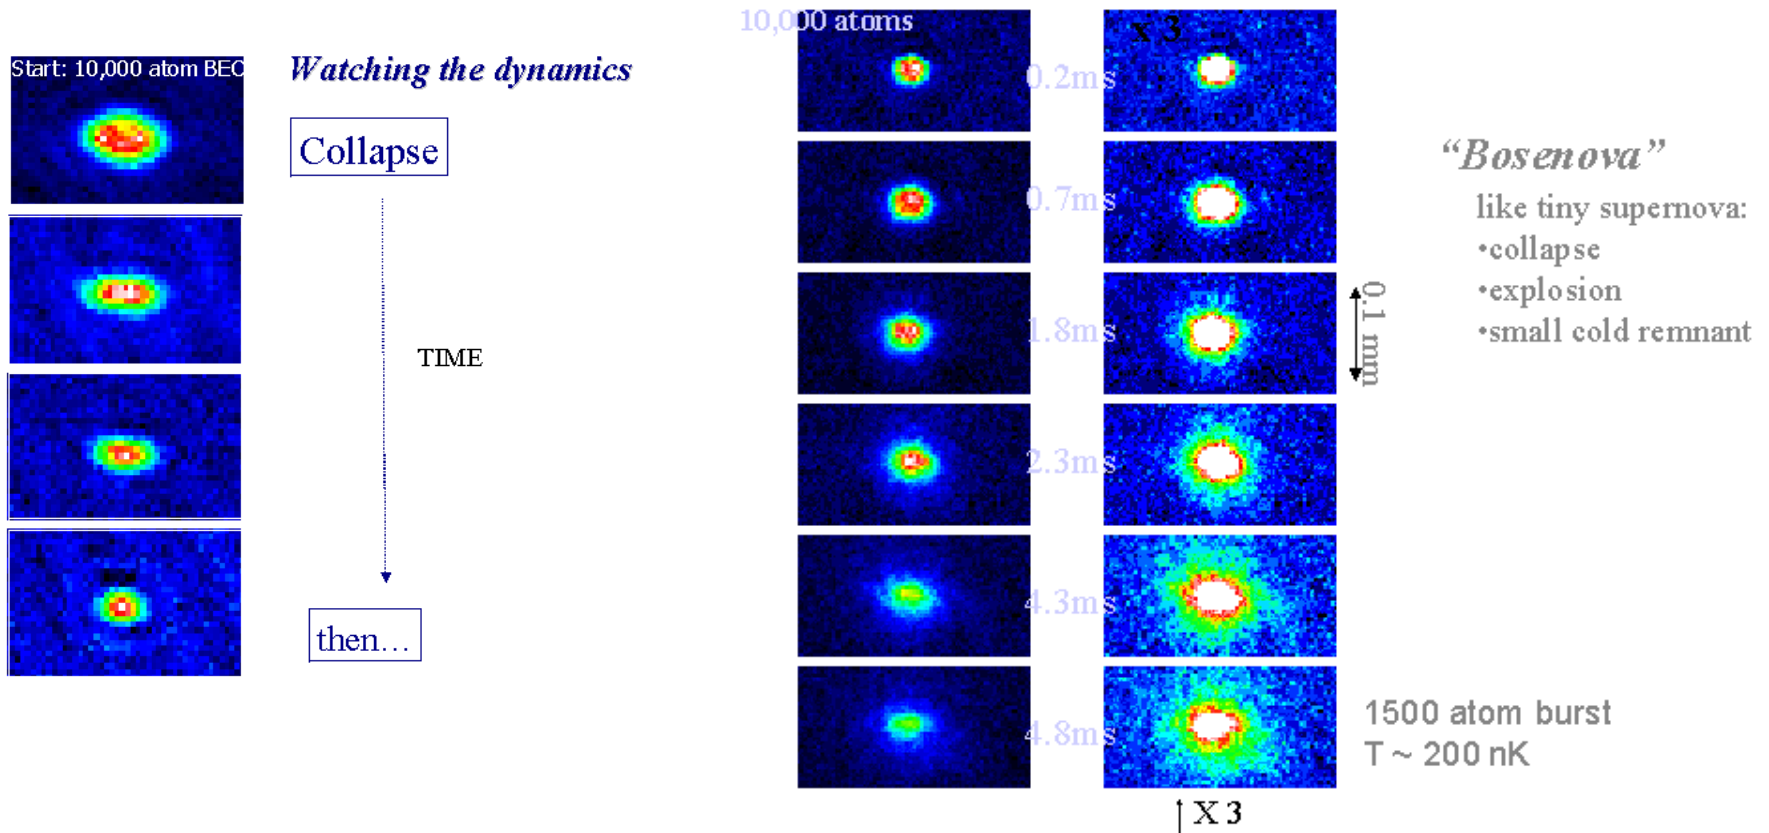 Start: 10,000 atom BEC
Watching the dynamics
Collapse
TIME
then...
10,000 atoms
x 3
0.2ms
0.7ms
1.8ms
2.3ms
4.3ms
4.8ms
0.1 mm
X 3
“Bosenova”
like tiny supernova:
•collapse
•explosion
•small cold remnant
1500 atom burst
T ~ 200 nK